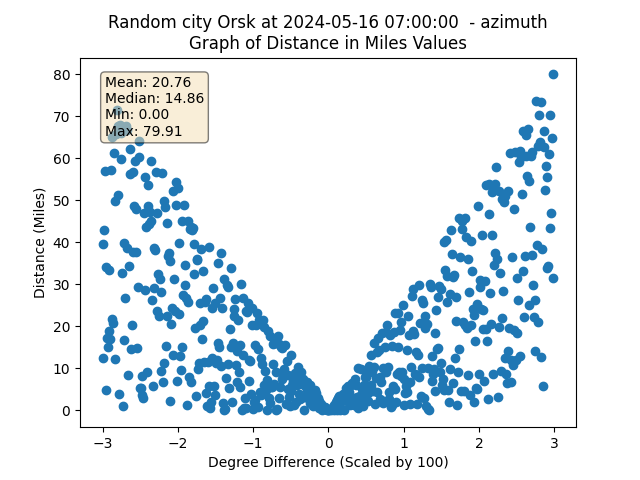 Random city Orsk at 2024-05-16 07:00:00 - azimuth
Graph of Distance in Miles Values
Mean: 20.76
Median: 14.86
Min: 0.00
Max: 79.91
Distance (Miles)
80
70
60
50
40
30
20
10
0
−3
−2
−1
0
1
2
3
Degree Difference (Scaled by 100)